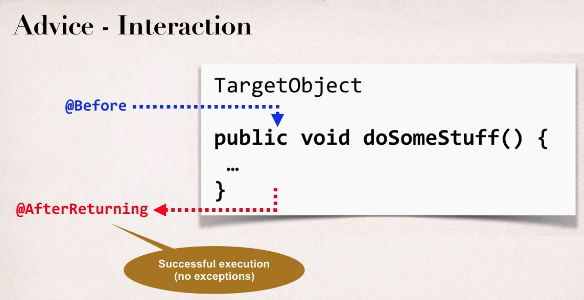 Advice - Interaction
TargetObject
@Before
public void doSomeStuff() {
…
}
@AfterReturning
Successful execution
(no exceptions)